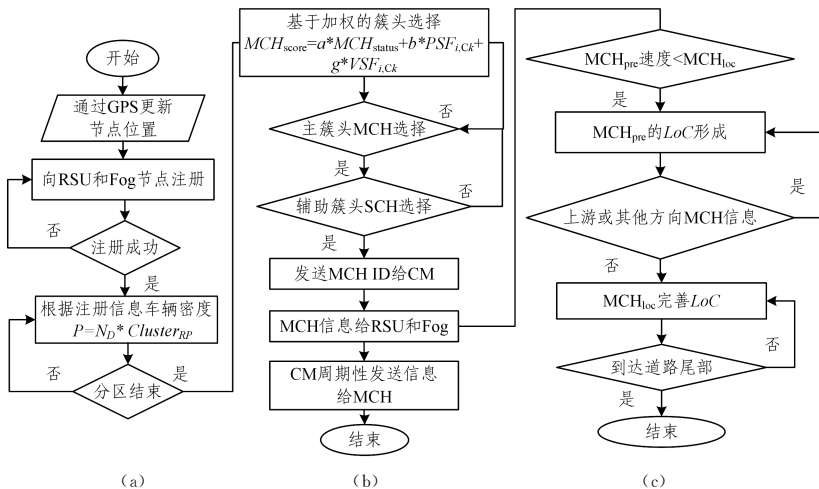 开始
通过GPS更新
节点位置
向RSU和Fog节点注册
否
注册成功
是
根据注册信息车辆密度
P=N_D* Cluster_RP
否
是
分区结束
(a)
基于加权的簇头选择
MCH_score=a*MCH_status+b*PSF_i,Ck+
g*VSF_i,Ck
否
主簇头MCH选择
是
否
辅助簇头SCH选择
是
发送MCH ID给CM
MCH信息给RSU和Fog
CM周期性发送信息
给MCH
结束
(b)
MCH_pre速度<MCH_loc
是
MCH_pre的LoC形成
是
上游或其他方向MCH信息
否
MCH_loc完善LoC
否
到达道路尾部
是
结束
(c)